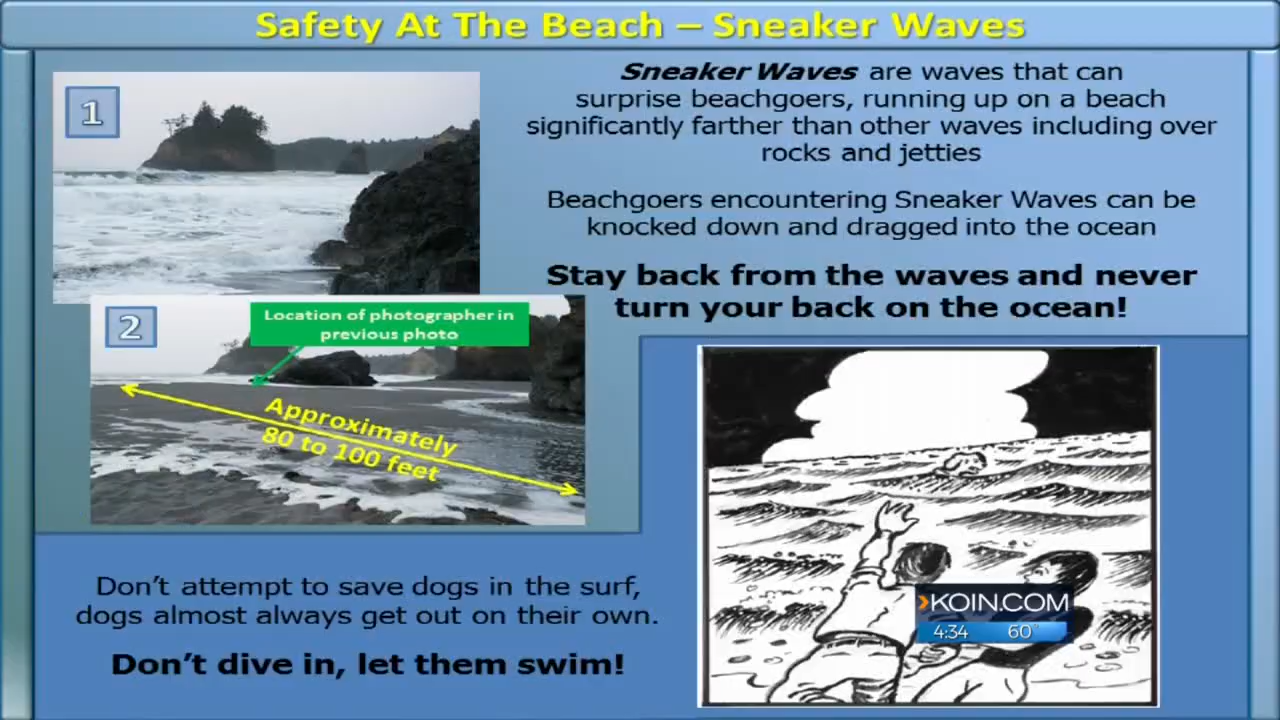 Safety At The Beach – Sneaker Waves
1
Sneaker Waves are waves that can
surprise beachgoers, running up on a beach
significantly farther than other waves including over
rocks and jetties
Beachgoers encountering Sneaker Waves can be
knocked down and dragged into the ocean
Stay back from the waves and never
turn your back on the ocean!
2
Location of photographer in
previous photo
Approximately
80 to 100 feet
Don't attempt to save dogs in the surf,
dogs almost always get out on their own.
Don't dive in, let them swim!
KOIN.COM
4:34 60°